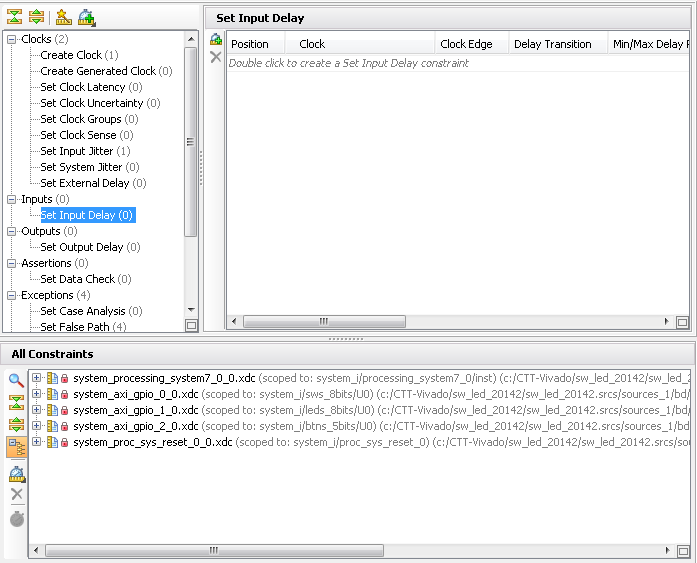 Clocks (2)
Create Clock (1)
Create Generated Clock (0)
Set Clock Latency (0)
Set Clock Uncertainty (0)
Set Clock Groups (0)
Set Clock Sense (0)
Set Input Jitter (1)
Set System Jitter (0)
Set External Delay (0)
Inputs (0)
Set Input Delay (0)
Outputs (0)
Set Output Delay (0)
Assertions (0)
Set Data Check (0)
Exceptions (4)
Set Case Analysis (0)
Set False Path (4)
Set Input Delay
Position Clock Clock Edge Delay Transition Min/Max Delay
Double click to create a Set Input Delay constraint
All Constraints
system_processing_system7_0_0.xdc (scoped to: system_i/processing_system7_0/inst) (c:/CTT-Vivado/sw_led_20142/sw_led_2
system_axi_gpio_0_0.xdc (scoped to: system_i/sws_8bits/U0) (c:/CTT-Vivado/sw_led_20142/sw_led_20142.srcs/sources_1/bd/
system_axi_gpio_1_0.xdc (scoped to: system_i/leds_8bits/U0) (c:/CTT-Vivado/sw_led_20142/sw_led_20142.srcs/sources_1/bd
system_axi_gpio_2_0.xdc (scoped to: system_i/btns_5bits/U0) (c:/CTT-Vivado/sw_led_20142/sw_led_20142.srcs/sources_1/bd
system_proc_sys_reset_0_0.xdc (scoped to: system_i/proc_sys_reset_0) (c:/CTT-Vivado/sw_led_20142/sw_led_20142.srcs/sou